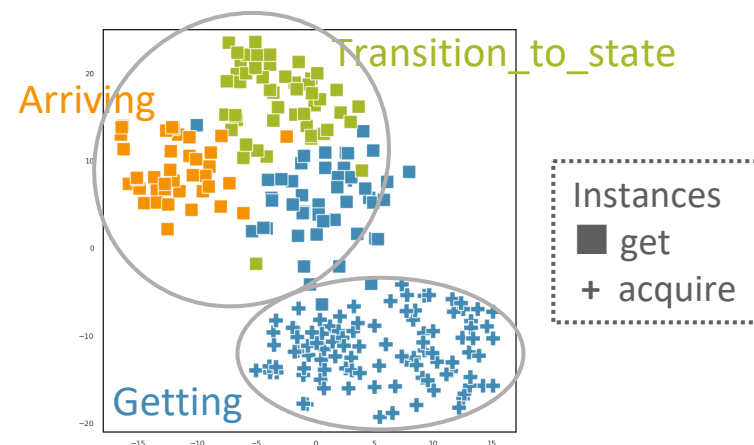 Transition_to_state
20
Arriving
10
Instances
get
0
+ acquire
−10
Getting
−20
−15 −10 −5 0 5 10 15